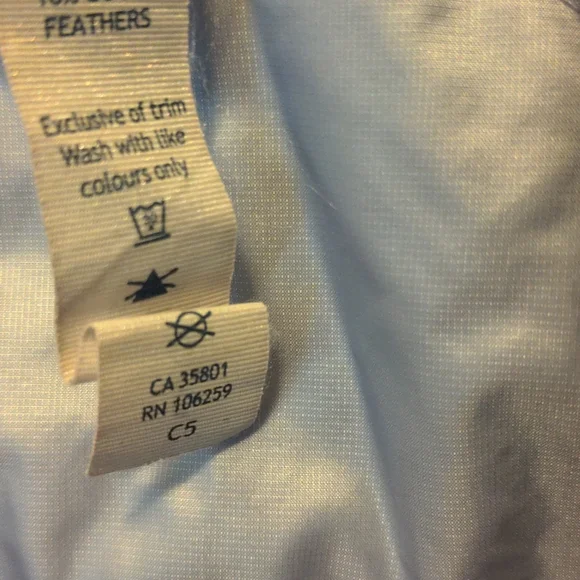 FEATHERS
Exclusive of trim
Wash with like
colours only
30
CA 35801
RN 106259
C5